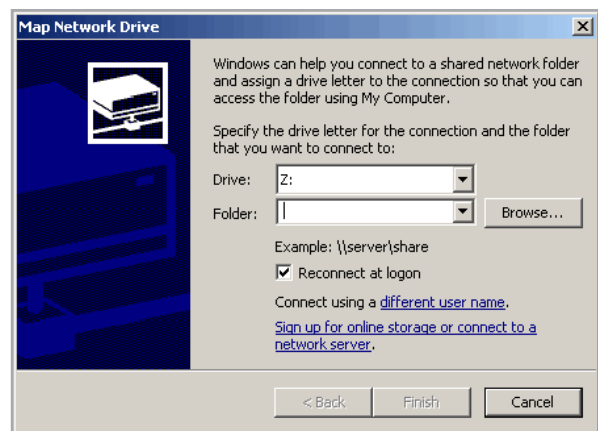 Map Network Drive
Windows can help you connect to a shared network folder
and assign a drive letter to the connection so that you can
access the folder using My Computer.
Specify the drive letter for the connection and the folder
that you want to connect to:
Drive: Z:
Folder: Browse...
Example: \\server\share
Reconnect at logon
Connect using a different user name.
Sign up for online storage or connect to a
network server.
< Back Finish Cancel